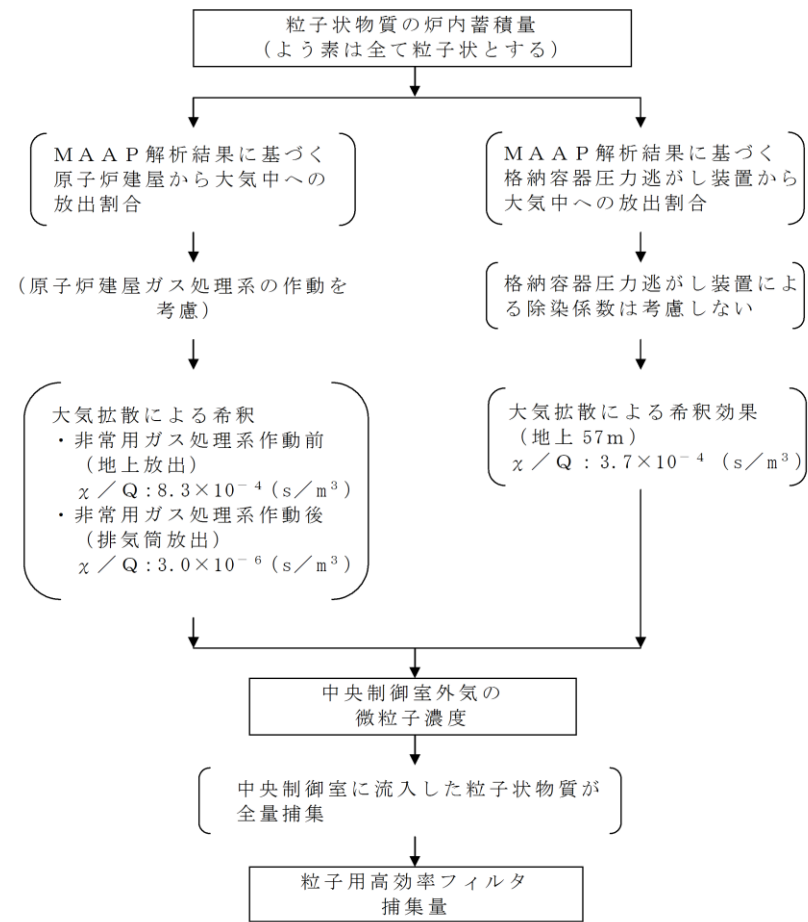 粒子状物質の炉内蓄積量
（よう素は全て粒子状とする）
ＭＡＡＰ解析結果に基づく
原子炉建屋から大気中への
放出割合
ＭＡＡＰ解析結果に基づく
格納容器圧力逃がし装置から
大気中への放出割合
（原子炉建屋ガス処理系の作動を
考慮）
格納容器圧力逃がし装置によ
る除染係数は考慮しない
大気拡散による希釈
・非常用ガス処理系作動前
（地上放出）
χ／Ｑ：8.3×10⁻⁴（s／m³）
・非常用ガス処理系作動後
（排気筒放出）
χ／Ｑ：3.0×10⁻⁶（s／m³）
大気拡散による希釈効果
（地上 57m）
χ／Ｑ：3.7×10⁻⁴（s／m³）
中央制御室外気の
微粒子濃度
中央制御室に流入した粒子状物質が
全量捕集
粒子用高効率フィルタ
捕集量